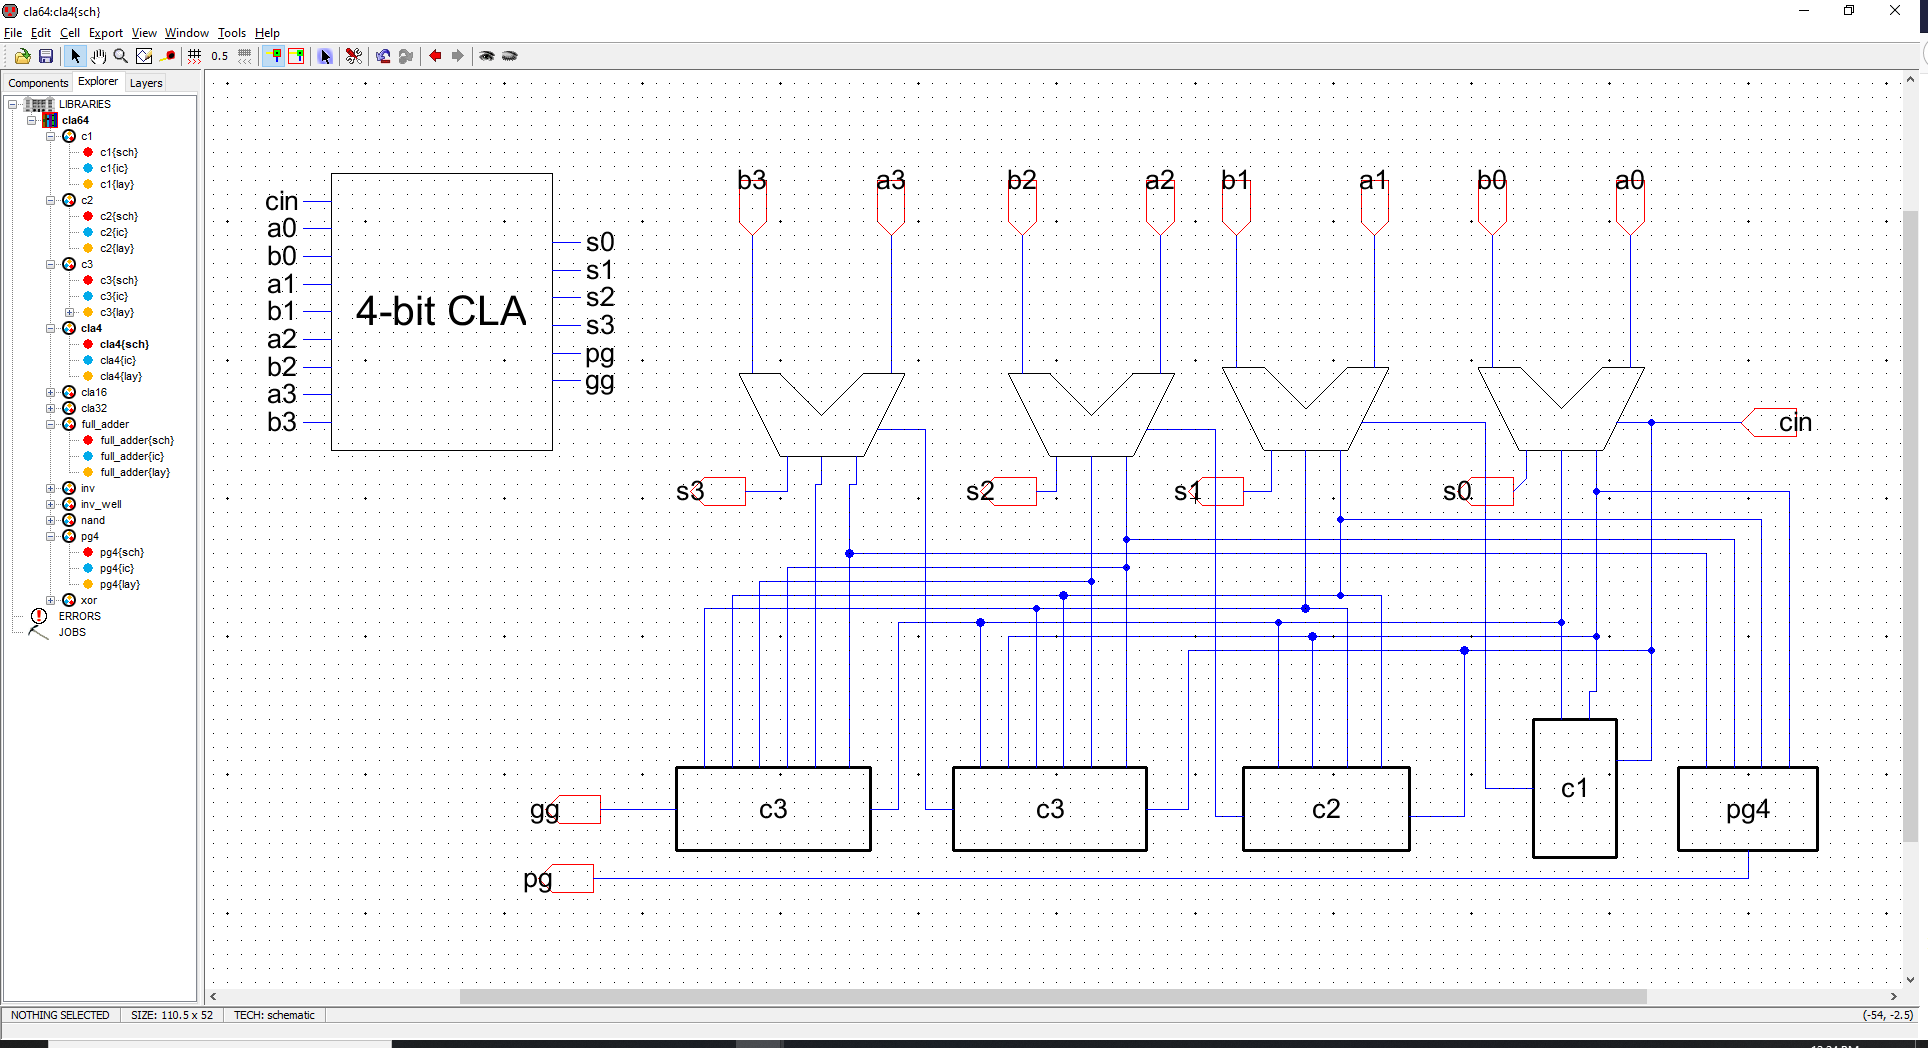 cla64:cla4{sch}
File Edit Cell Export View Window Tools Help
0.5
Components Explorer Layers
LIBRARIES
cla64
c1
c1{sch}
c1{ic}
c1{lay}
c2
c2{sch}
c2{ic}
c2{lay}
c3
c3{sch}
c3{ic}
c3{lay}
cla4
cla4{sch}
cla4{ic}
cla4{lay}
cla16
cla32
full_adder
full_adder{sch}
full_adder{ic}
full_adder{lay}
inv
inv_well
nand
pg4
pg4{sch}
pg4{ic}
pg4{lay}
xor
ERRORS
JOBS
cin
a0
b0
a1
b1
a2
b2
a3
b3
4-bit CLA
s0
s1
s2
s3
pg
gg
b3 a3 b2 a2 b1 a1 b0 a0
cin
s3 s2 s1 s0
gg c3 c3 c2 c1 pg4
pg
NOTHING SELECTED SIZE: 110.5 x 52 TECH: schematic (-54, -2.5)